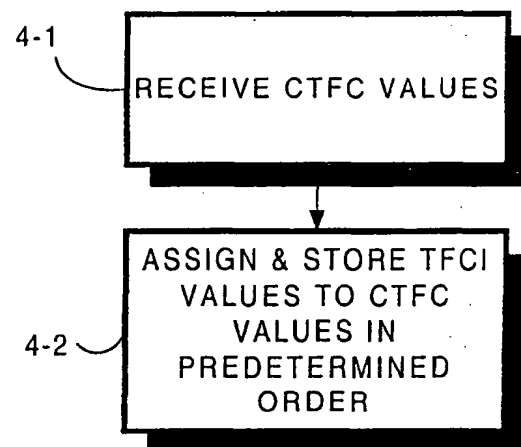 4-1
RECEIVE CTFC VALUES
ASSIGN & STORE TFCI
VALUES TO CTFC
VALUES IN
PREDETERMINED
ORDER
4-2